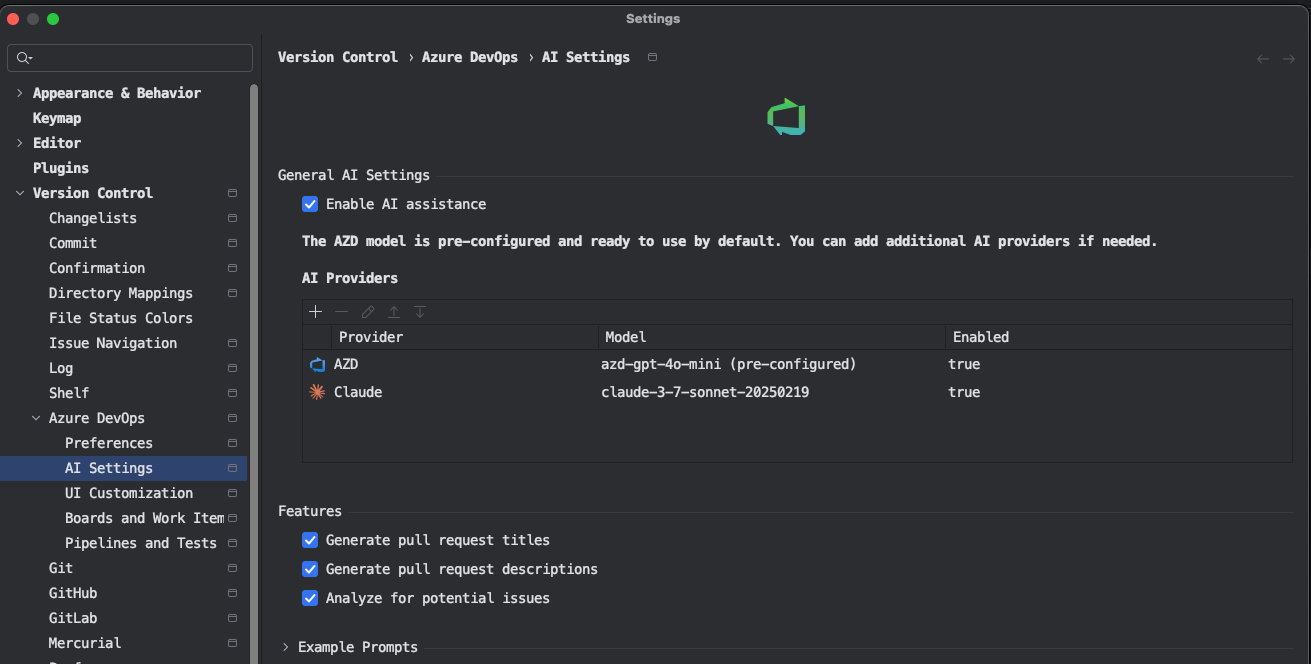 Settings
Version Control › Azure DevOps › AI Settings
Appearance & Behavior
Keymap
Editor
Plugins
Version Control
Changelists
Commit
Confirmation
Directory Mappings
File Status Colors
Issue Navigation
Log
Shelf
Azure DevOps
Preferences
AI Settings
UI Customization
Boards and Work Item
Pipelines and Tests
Git
GitHub
GitLab
Mercurial
General AI Settings
Enable AI assistance
The AZD model is pre-configured and ready to use by default. You can add additional AI providers if needed.
AI Providers
Provider Model Enabled
AZD azd-gpt-4o-mini (pre-configured) true
Claude claude-3-7-sonnet-20250219 true
Features
Generate pull request titles
Generate pull request descriptions
Analyze for potential issues
Example Prompts